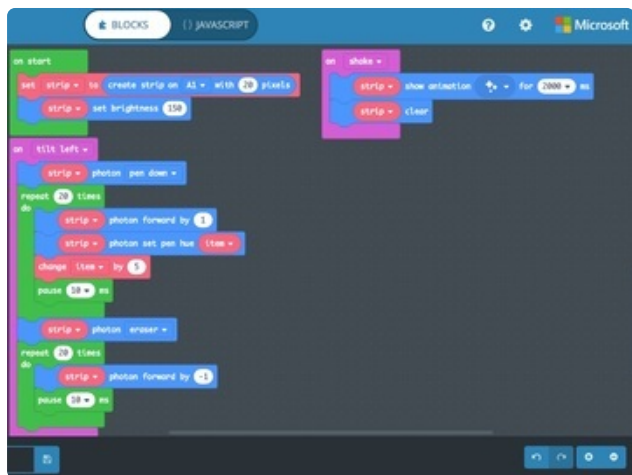 BLOCKS
{} JAVASCRIPT
Microsoft
on start
set strip to create strip on A1 with 20 pixels
strip set brightness 150
on tilt left
strip photon pen down
repeat 20 times
do
strip photon forward by 1
strip photon set pen hue item
change item by 5
pause 10 ms
strip photon eraser
repeat 20 times
do
strip photon forward by -1
pause 10 ms
on shake
strip show animation for 2000 ms
strip clear